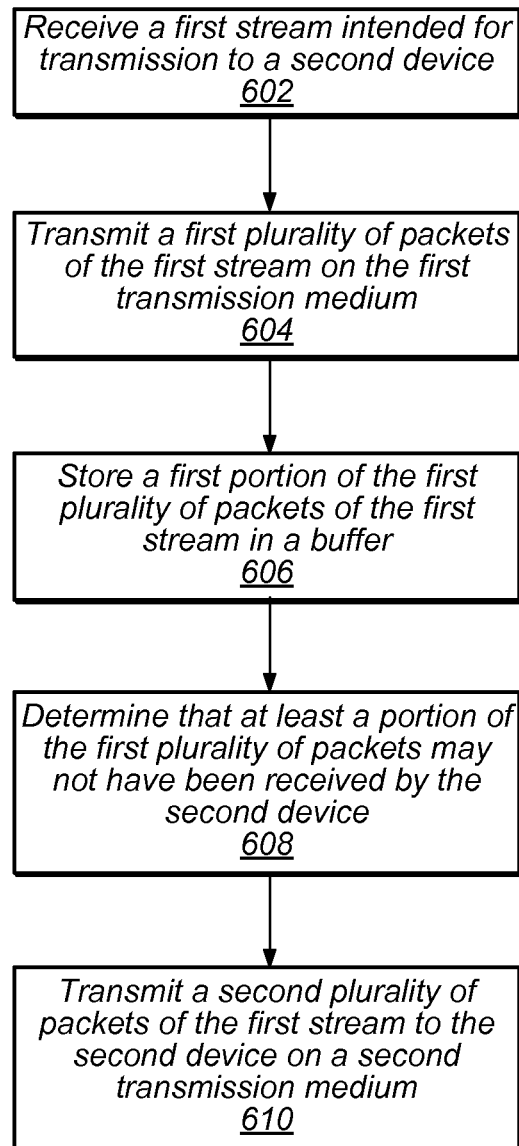 Receive a first stream intended for
transmission to a second device
602
Transmit a first plurality of packets
of the first stream on the first
transmission medium
604
Store a first portion of the first
plurality of packets of the first
stream in a buffer
606
Determine that at least a portion of
the first plurality of packets may
not have been received by the
second device
608
Transmit a second plurality of
packets of the first stream to the
second device on a second
transmission medium
610